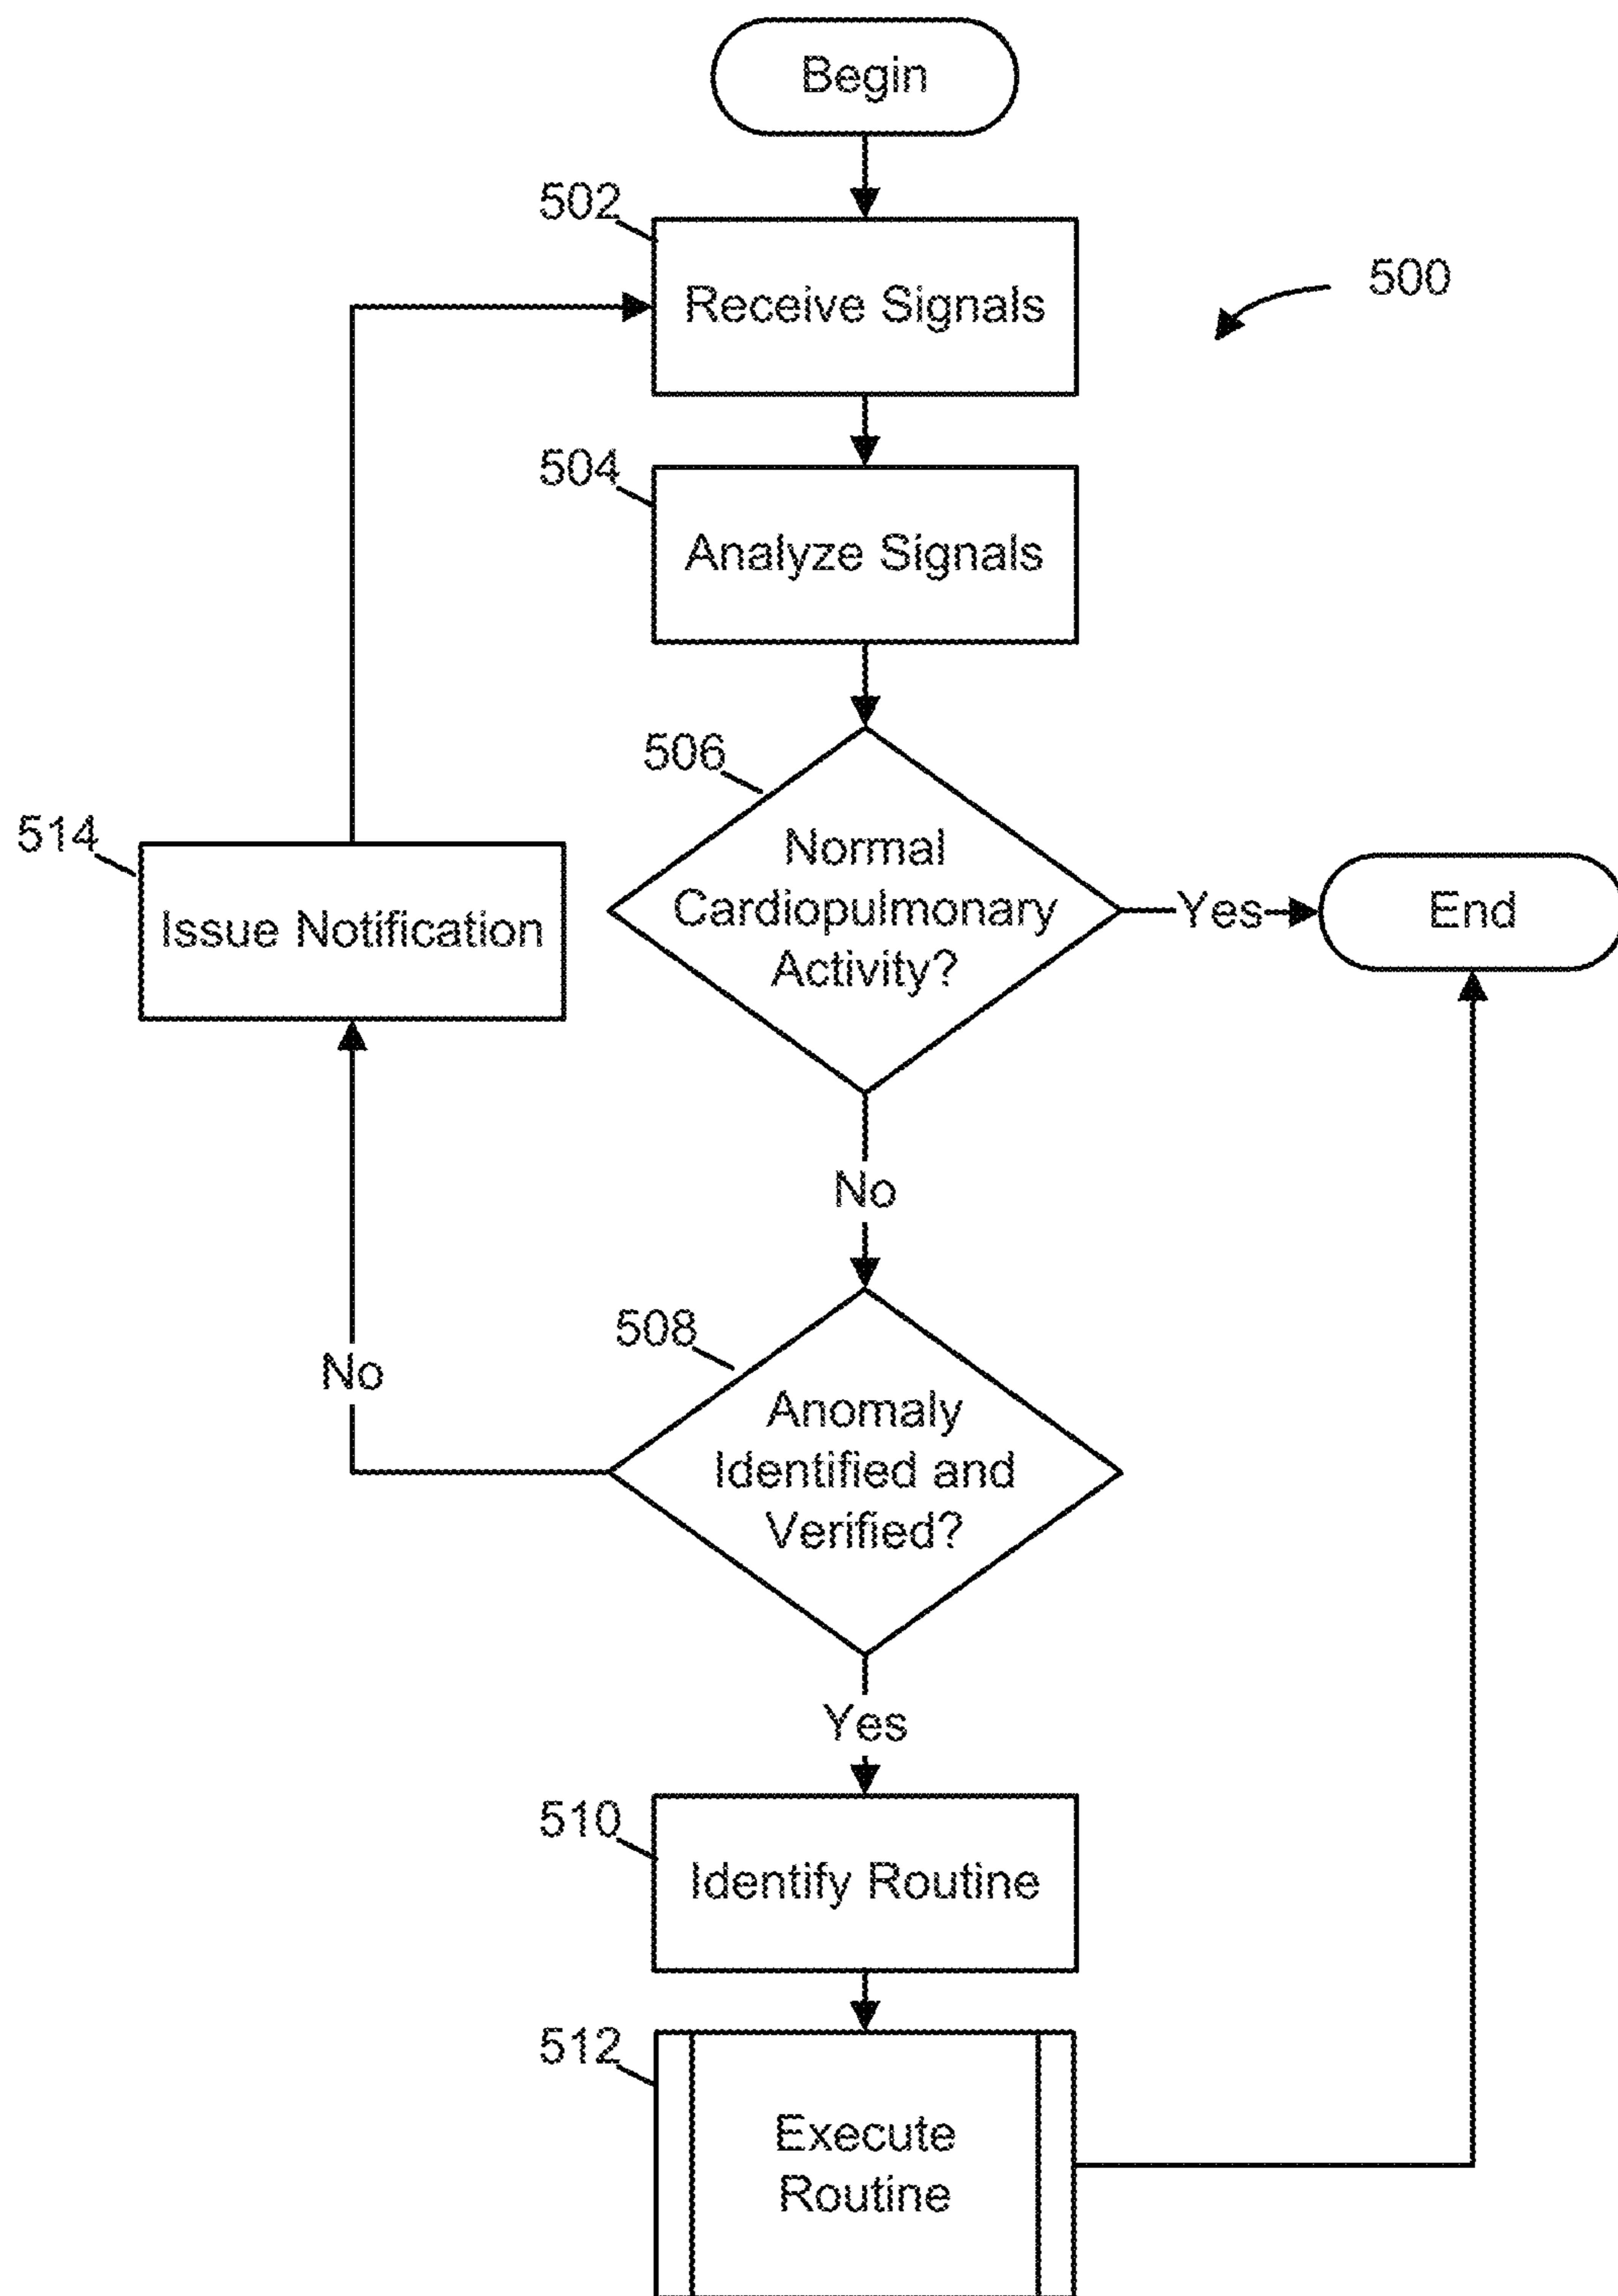 Begin
502
Receive Signals
500
504
Analyze Signals
506
Normal
Cardiopulmonary
Activity?
Yes
End
514
Issue Notification
No
508
No
Anomaly
Identified and
Verified?
Yes
510
Identify Routine
512
Execute
Routine